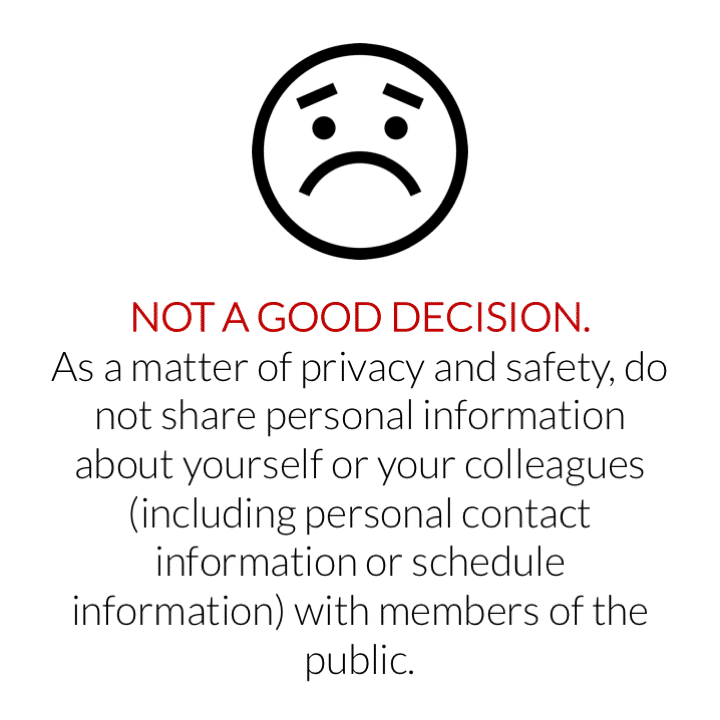 NOT A GOOD DECISION.
As a matter of privacy and safety, do
not share personal information
about yourself or your colleagues
(including personal contact
information or schedule
information) with members of the
public.